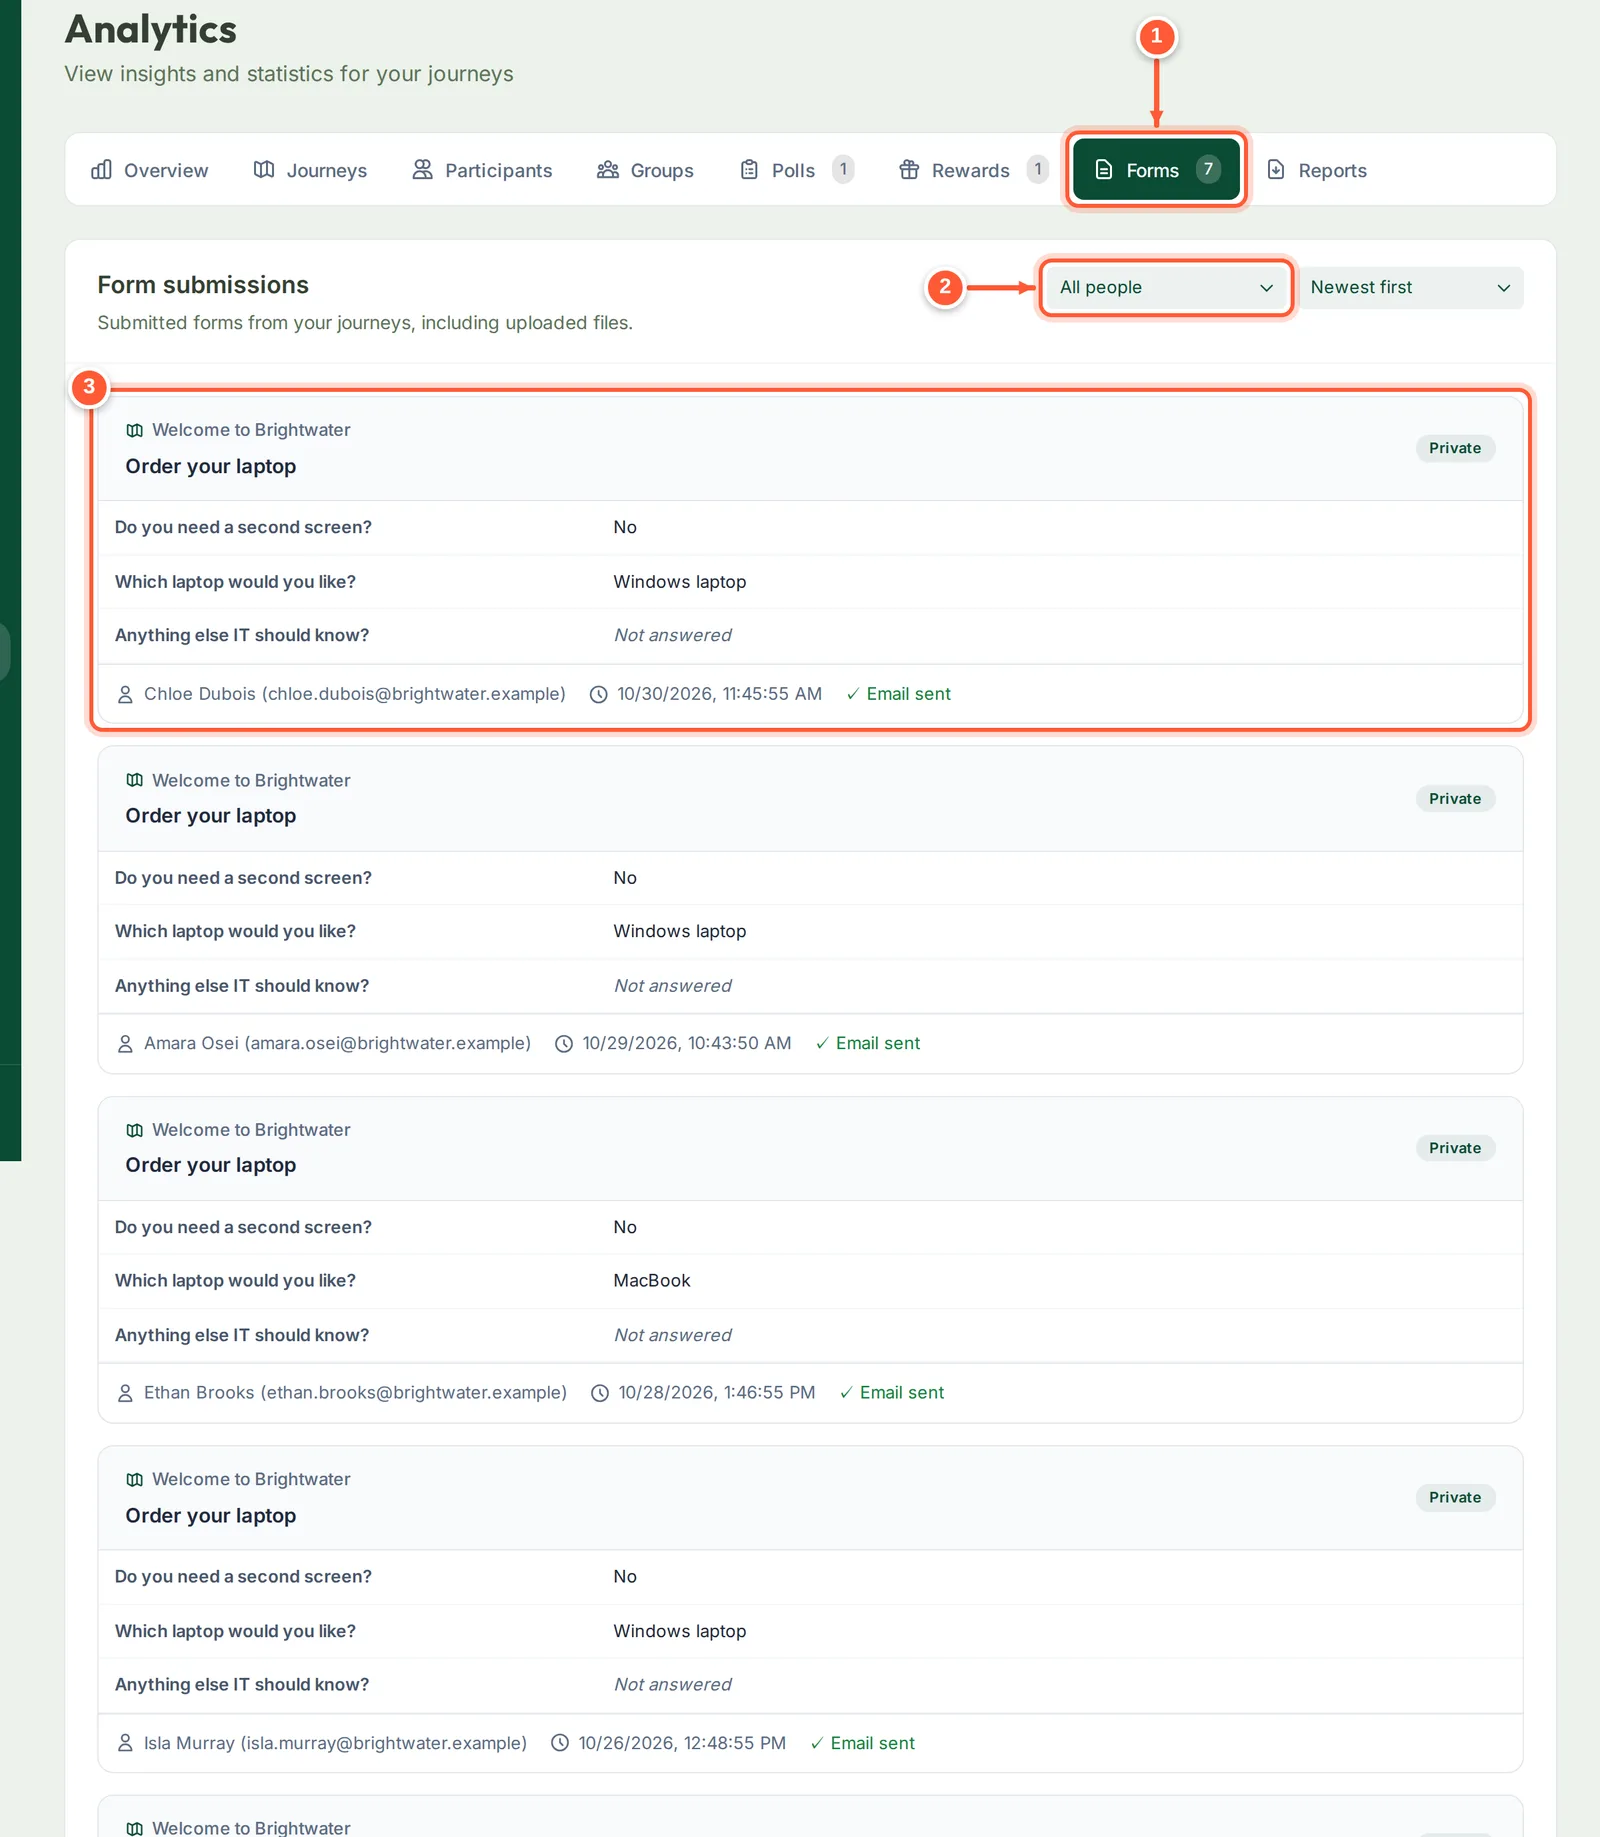 Analytics
View insights and statistics for your journeys
1
Overview Journeys Participants Groups Polls 1 Rewards 1 Forms 7 Reports
Form submissions
2 All people Newest first
Submitted forms from your journeys, including uploaded files.
3
Welcome to Brightwater
Order your laptop
Private
Do you need a second screen? No
Which laptop would you like? Windows laptop
Anything else IT should know? Not answered
Chloe Dubois (chloe.dubois@brightwater.example) 10/30/2026, 11:45:55 AM ✓ Email sent
Welcome to Brightwater
Order your laptop
Private
Do you need a second screen? No
Which laptop would you like? Windows laptop
Anything else IT should know? Not answered
Amara Osei (amara.osei@brightwater.example) 10/29/2026, 10:43:50 AM ✓ Email sent
Welcome to Brightwater
Order your laptop
Private
Do you need a second screen? No
Which laptop would you like? MacBook
Anything else IT should know? Not answered
Ethan Brooks (ethan.brooks@brightwater.example) 10/28/2026, 1:46:55 PM ✓ Email sent
Welcome to Brightwater
Order your laptop
Private
Do you need a second screen? No
Which laptop would you like? Windows laptop
Anything else IT should know? Not answered
Isla Murray (isla.murray@brightwater.example) 10/26/2026, 12:48:55 PM ✓ Email sent
Welcome to Brightwater